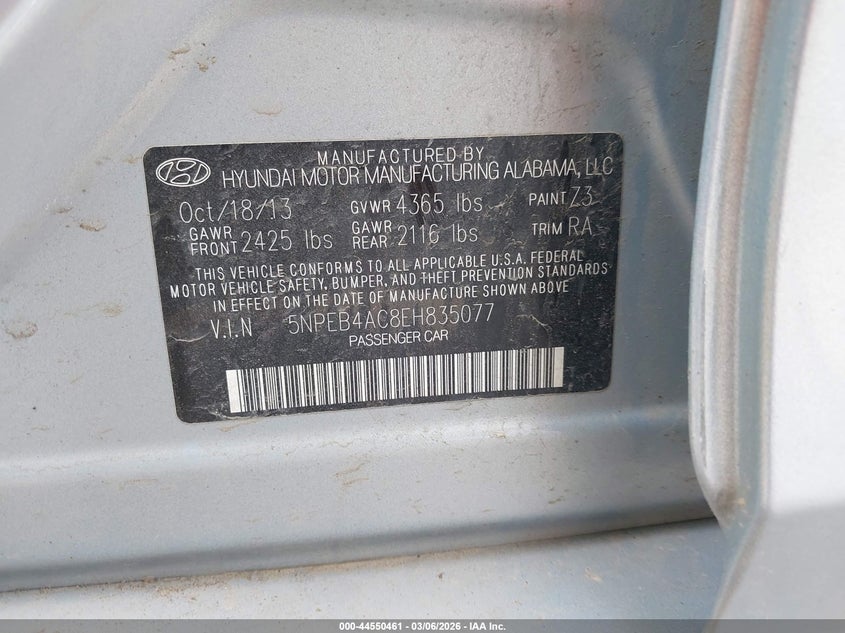 MANUFACTURED BY
HYUNDAI MOTOR MANUFACTURING ALABAMA, LLC
Oct/18/13 GVWR 4365 lbs PAINT Z3
GAWR FRONT 2425 lbs GAWR REAR 2116 lbs TRIM RA
THIS VEHICLE CONFORMS TO ALL APPLICABLE U.S.A. FEDERAL
MOTOR VEHICLE SAFETY, BUMPER, AND THEFT PREVENTION STANDARDS
IN EFFECT ON THE DATE OF MANUFACTURE SHOWN ABOVE
V.I.N 5NPEB4AC8EH835077
PASSENGER CAR
000-44550461 - 03/06/2026 - IAA Inc.